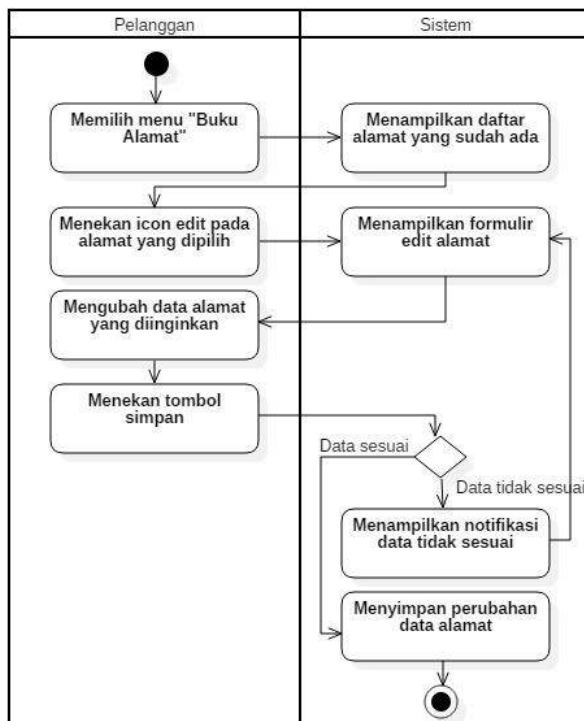 Pelanggan
Sistem
Memilih menu "Buku
Alamat"
Menampilkan daftar
alamat yang sudah ada
Menekan icon edit pada
alamat yang dipilih
Menampilkan formulir
edit alamat
Mengubah data alamat
yang diinginkan
Menekan tombol
simpan
Data sesuai
Data tidak sesuai
Menampilkan notifikasi
data tidak sesuai
Menyimpan perubahan
data alamat